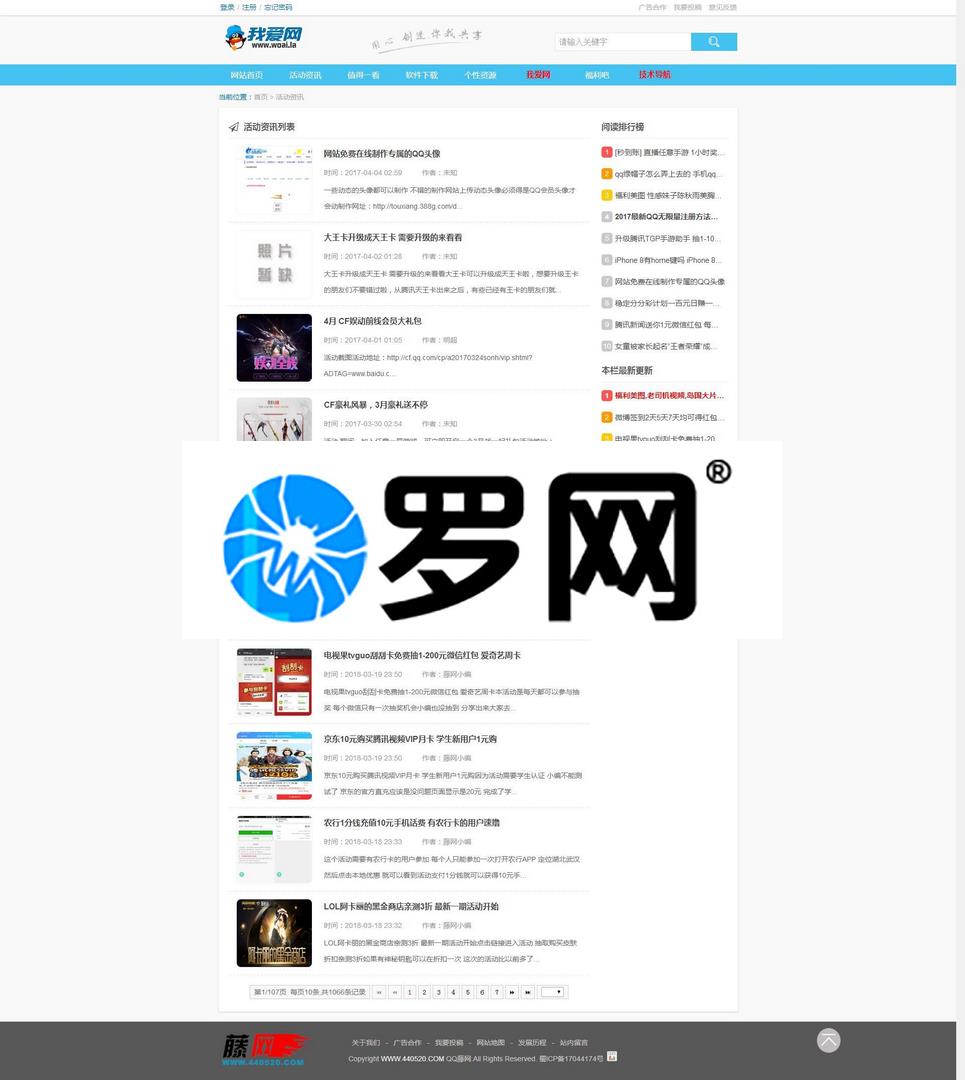 登录 / 注册 / 忘记密码
广告合作 我要投稿 意见反馈
我爱网
www.woai.la
用心 创造 你我 共享
请输入关键字
网站首页 活动资讯 值得一看 软件下载 个性资源 我爱网 福利吧 技术导航
当前位置：首页 > 活动资讯
活动资讯列表
网站免费在线制作专属的QQ头像
时间：2017-04-04 02:59 作者：未知
一些动态的头像都可以制作 不错的制作网站上传动态头像必须得是QQ会员头像才
会动制作网址：http://touxiang.388g.com/d...
照片
暂缺
大王卡升级成天王卡 需要升级的来看看
时间：2017-04-02 01:28 作者：未知
大王卡升级成天王卡 需要升级的来看看大王卡可以升级成天王卡啦，想要升级王卡
的朋友们不要错过啦，从腾讯天王卡出来之后，有些已经有王卡的朋友们就...
4月 CF娱动前线会员大礼包
时间：2017-04-01 01:05 作者：明超
活动截图活动地址：http://cf.qq.com/cp/a20170324sonh/vip.shtml?
ADTAG=www.baidu.c...
CF豪礼风暴，3月豪礼送不停
时间：2017-03-30 02:54 作者：未知
阅读排行榜
1 [秒到账] 直播任意手游 1小时奖...
2 qq绿帽子怎么弄上去的 手机qq...
3 福利美图 性感妹子陈秋雨美胸...
4 2017最新QQ无限量注册方法...
5 升级腾讯TGP手游助手 抽1-10...
6 iPhone 8有home键吗 iPhone 8...
7 网站免费在线制作专属的QQ头像
8 稳定分分彩计划一百元日赚一...
9 腾讯新闻送你1元微信红包 每...
10 女童被家长起名“王者荣耀”成...
本栏最新更新
1 福利美图,老司机视频,岛国大片...
2 微博签到2天5天7天均可得红包...
3 电视果tvguo刮刮卡免费抽1-20...
罗网®
电视果tvguo刮刮卡免费抽1-200元微信红包 爱奇艺周卡
时间：2018-03-19 23:50 作者：藤网小编
电视果tvguo刮刮卡免费抽1-200元微信红包 爱奇艺周卡本活动是每天都可以参与抽
奖 每个微信只有一次抽奖机会小编也没抽到 分享出来大家去...
京东10元购买腾讯视频VIP月卡 学生新用户1元购
时间：2018-03-19 23:50 作者：藤网小编
京东10元购买腾讯视频VIP月卡 学生新用户1元购因为活动需要学生认证 小编不能测
试了 京东的官方直充应该是没问题页面显示是20元 完成了学...
农行1分钱充值10元手机话费 有农行卡的用户速撸
时间：2018-03-18 23:33 作者：藤网小编
这个活动需要有农行卡的用户参加 每个人只能参加一次打开农行APP 定位湖北武汉
然后点击本地优惠 就可以看到活动支付1分钱就可以获得10元手...
LOL阿卡丽的黑金商店亲测3折 最新一期活动开始
时间：2018-03-18 23:32 作者：藤网小编
LOL阿卡丽的黑金商店亲测3折 最新一期活动开始点击链接进入活动 抽取购买皮肤
折扣亲测3折如果有神秘钥匙可以在折扣一次 这次的活动比以前多了...
第1/107页 每页10条,共1066条记录 1 2 3 4 5 6 7
藤网
WWW.440520.COM
关于我们 - 广告合作 - 我要投稿 - 网站地图 - 发展历程 - 站内留言
Copyright WWW.440520.COM QQ藤网.All Rights Reserved. 蜀ICP备17044174号